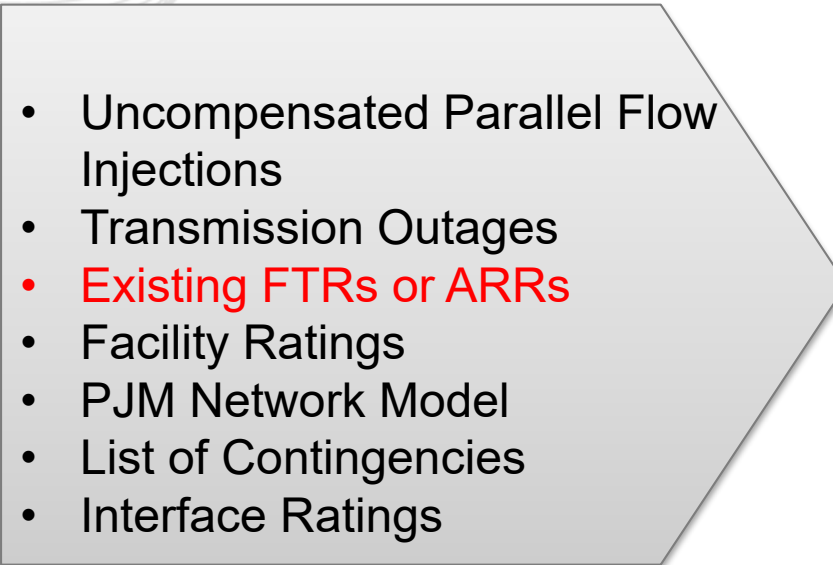 • Uncompensated Parallel Flow
Injections
• Transmission Outages
• Existing FTRs or ARRs
• Facility Ratings
• PJM Network Model
• List of Contingencies
• Interface Ratings